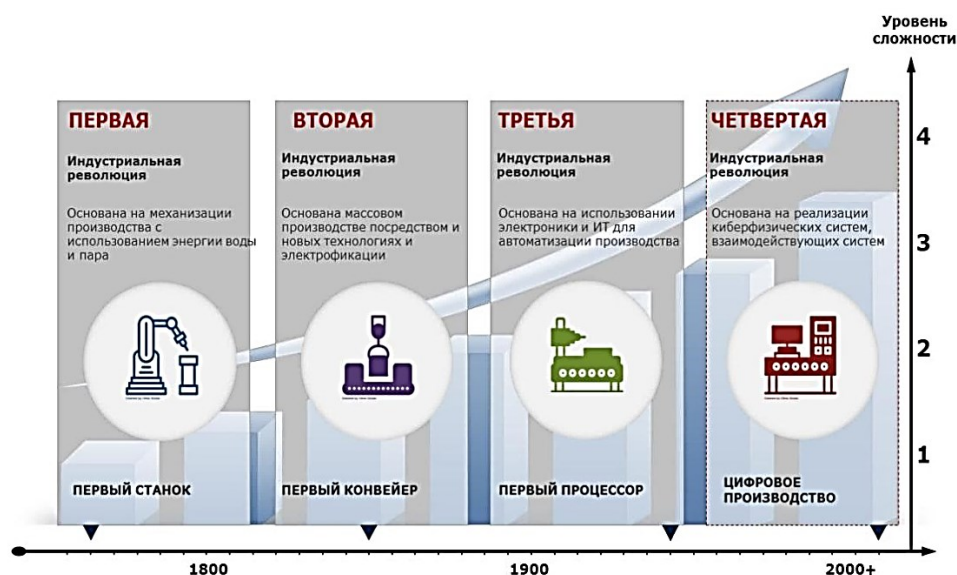 Уровень
сложности
ПЕРВАЯ
Индустриальная
революция
Основана на механизации
производства с
использованием энергии воды
и пара
ПЕРВЫЙ СТАНОК
ВТОРАЯ
Индустриальная
революция
Основана массовом
производстве посредством и
новых технологиях и
электрофикации
ПЕРВЫЙ КОНВЕЙЕР
ТРЕТЬЯ
Индустриальная
революция
Основана на использовании
электроники и ИТ для
автоматизации производства
ПЕРВЫЙ ПРОЦЕССОР
ЧЕТВЕРТАЯ
Индустриальная
революция
Основана на реализации
киберфизических систем,
взаимодействующих систем
ЦИФРОВОЕ
ПРОИЗВОДСТВО
4
3
2
1
1800
1900
2000+